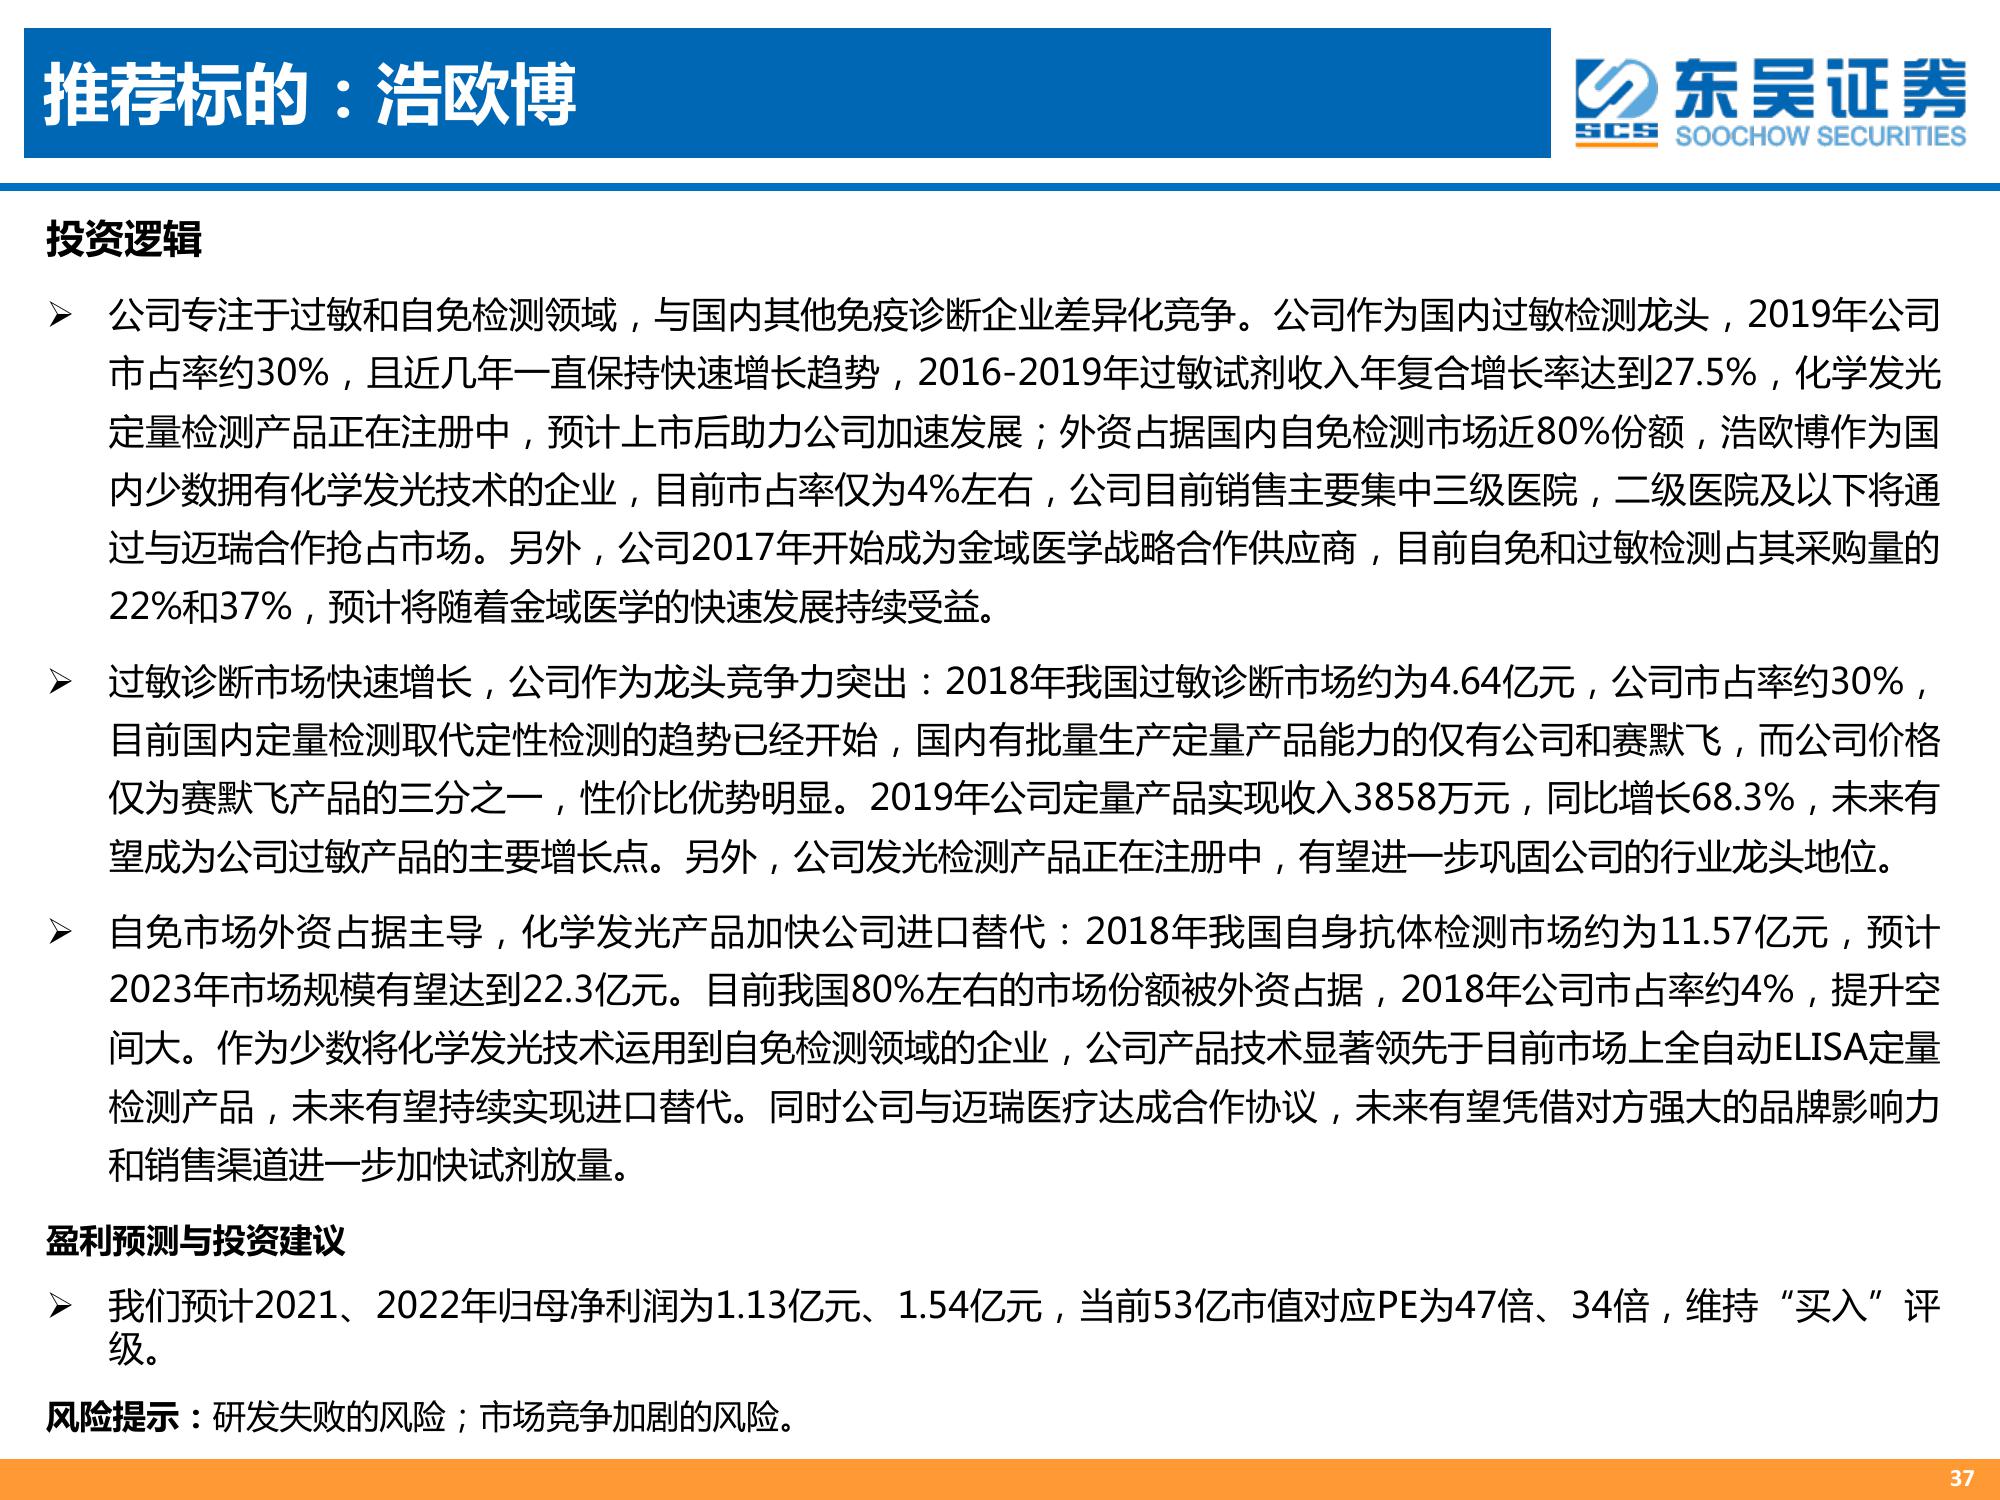 推荐标的：浩欧博
东吴证券
SCS
SOOCHOW SECURITIES
投资逻辑
➢ 公司专注于过敏和自免检测领域，与国内其他免疫诊断企业差异化竞争。公司作为国内过敏检测龙头，2019年公司
市占率约30%，且近几年一直保持快速增长趋势，2016-2019年过敏试剂收入年复合增长率达到27.5%，化学发光
定量检测产品正在注册中，预计上市后助力公司加速发展；外资占据国内自免检测市场近80%份额，浩欧博作为国
内少数拥有化学发光技术的企业，目前市占率仅为4%左右，公司目前销售主要集中三级医院，二级医院及以下将通
过与迈瑞合作抢占市场。另外，公司2017年开始成为金域医学战略合作供应商，目前自免和过敏检测占其采购量的
22%和37%，预计将随着金域医学的快速发展持续受益。
➢ 过敏诊断市场快速增长，公司作为龙头竞争力突出：2018年我国过敏诊断市场约为4.64亿元，公司市占率约30%，
目前国内定量检测取代定性检测的趋势已经开始，国内有批量生产定量产品能力的仅有公司和赛默飞，而公司价格
仅为赛默飞产品的三分之一，性价比优势明显。2019年公司定量产品实现收入3858万元，同比增长68.3%，未来有
望成为公司过敏产品的主要增长点。另外，公司发光检测产品正在注册中，有望进一步巩固公司的行业龙头地位。
➢ 自免市场外资占据主导，化学发光产品加快公司进口替代：2018年我国自身抗体检测市场约为11.57亿元，预计
2023年市场规模有望达到22.3亿元。目前我国80%左右的市场份额被外资占据，2018年公司市占率约4%，提升空
间大。作为少数将化学发光技术运用到自免检测领域的企业，公司产品技术显著领先于目前市场上全自动ELISA定量
检测产品，未来有望持续实现进口替代。同时公司与迈瑞医疗达成合作协议，未来有望凭借对方强大的品牌影响力
和销售渠道进一步加快试剂放量。
盈利预测与投资建议
➢ 我们预计2021、2022年归母净利润为1.13亿元、1.54亿元，当前53亿市值对应PE为47倍、34倍，维持“买入”评
级。
风险提示：研发失败的风险；市场竞争加剧的风险。
37